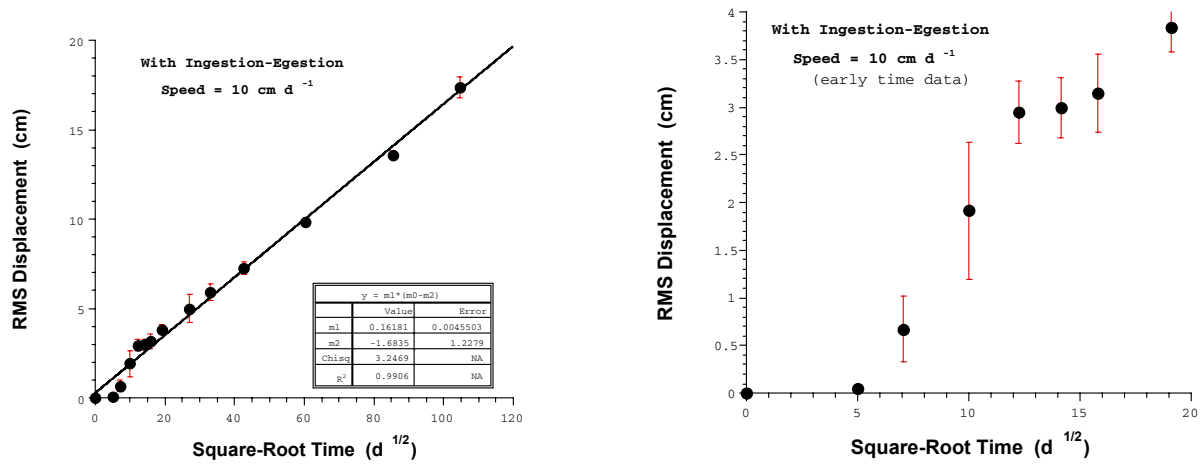 With Ingestion-Egestion
Speed = 10 cm d -1
RMS Displacement (cm)
20
15
10
5
0
y = m1*(m0-m2)
Value Error
m1 0.16181 0.0045503
m2 -1.6835 1.2279
Chisq 3.2469 NA
R2 0.9906 NA
0 20 40 60 80 100 120
Square-Root Time (d 1/2)
With Ingestion-Egestion
Speed = 10 cm d -1
(early time data)
RMS Displacement (cm)
4
3.5
3
2.5
2
1.5
1
0.5
0
0 5 10 15 20
Square-Root Time (d 1/2)